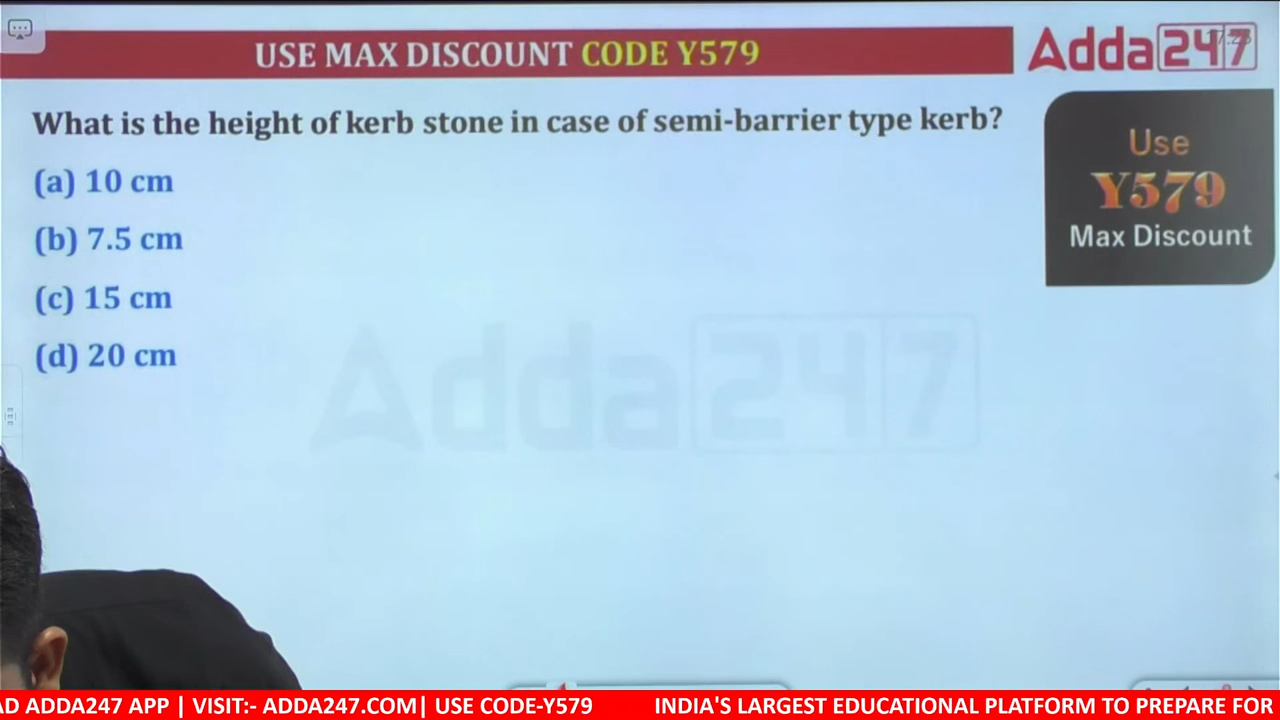 USE MAX DISCOUNT CODE Y579
Adda247
What is the height of kerb stone in case of semi-barrier type kerb?
(a) 10 cm
(b) 7.5 cm
(c) 15 cm
(d) 20 cm
Use
Y579
Max Discount
Adda247
AD ADDA247 APP | VISIT:- ADDA247.COM| USE CODE-Y579 INDIA'S LARGEST EDUCATIONAL PLATFORM TO PREPARE FOR